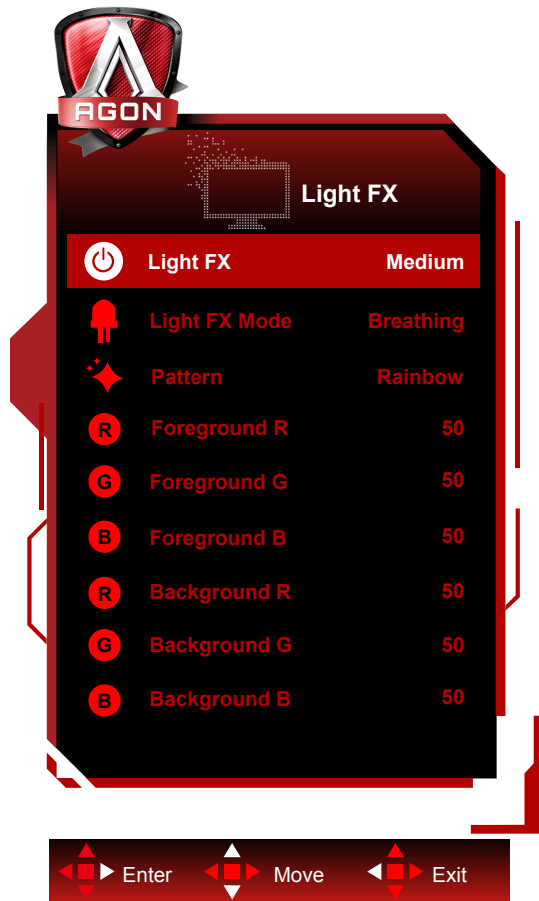 AGON
Light FX
Light FX Medium
Light FX Mode Breathing
Pattern Rainbow
R Foreground R 50
G Foreground G 50
B Foreground B 50
R Background R 50
G Background G 50
B Background B 50
Enter Move Exit